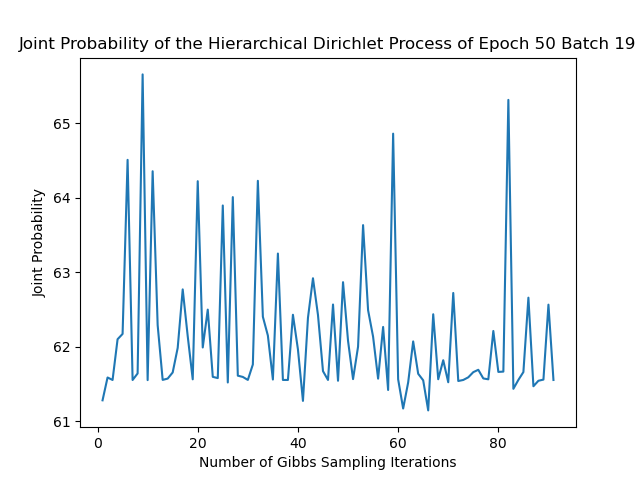 Joint Probability of the Hierarchical Dirichlet Process of Epoch 50 Batch 19
65
64
63
62
61
Joint Probability
0 20 40 60 80
Number of Gibbs Sampling Iterations